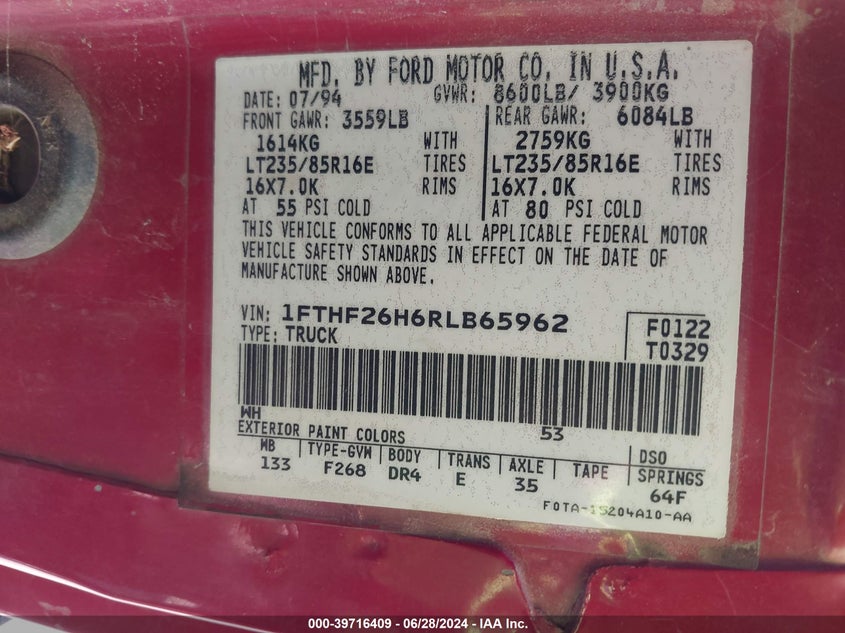 MFD. BY FORD MOTOR CO. IN U.S.A.
DATE: 07/94 GVWR: 8600LB/ 3900KG
FRONT GAWR: 3559LB REAR GAWR: 6084LB
1614KG WITH 2759KG WITH
LT235/85R16E TIRES LT235/85R16E TIRES
16X7.0K RIMS 16X7.0K RIMS
AT 55 PSI COLD AT 80 PSI COLD
THIS VEHICLE CONFORMS TO ALL APPLICABLE FEDERAL MOTOR
VEHICLE SAFETY STANDARDS IN EFFECT ON THE DATE OF
MANUFACTURE SHOWN ABOVE.
VIN: 1FTHF26H6RLB65962 F0122
TYPE: TRUCK T0329
WH
EXTERIOR PAINT COLORS 53 DSO
WB TYPE-GVW BODY TRANS AXLE TAPE SPRINGS
133 F268 DR4 E 35 64F
F0TA-15204A10-AA
000-39716409 - 06/28/2024 - IAA Inc.